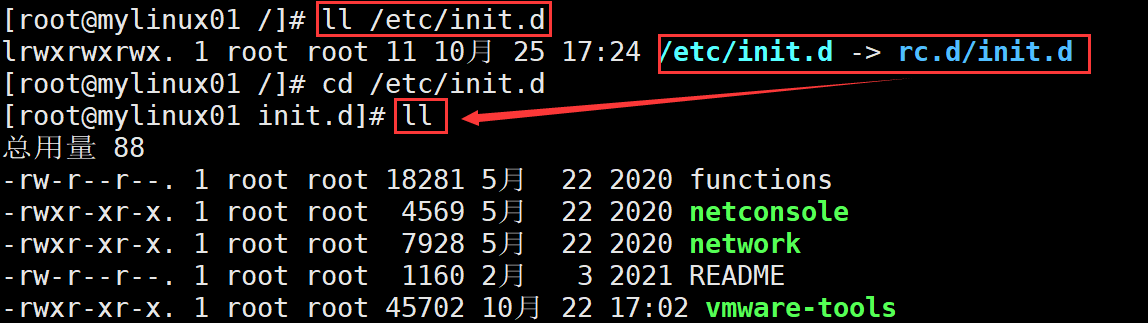 [root@mylinux01 /]# ll /etc/init.d
lrwxrwxrwx. 1 root root 11 10月 25 17:24 /etc/init.d -> rc.d/init.d
[root@mylinux01 /]# cd /etc/init.d
[root@mylinux01 init.d]# ll
总用量 88
-rw-r--r--. 1 root root 18281 5月  22 2020 functions
-rwxr-xr-x. 1 root root  4569 5月  22 2020 netconsole
-rwxr-xr-x. 1 root root  7928 5月  22 2020 network
-rw-r--r--. 1 root root  1160 2月   3 2021 README
-rwxr-xr-x. 1 root root 45702 10月 22 17:02 vmware-tools